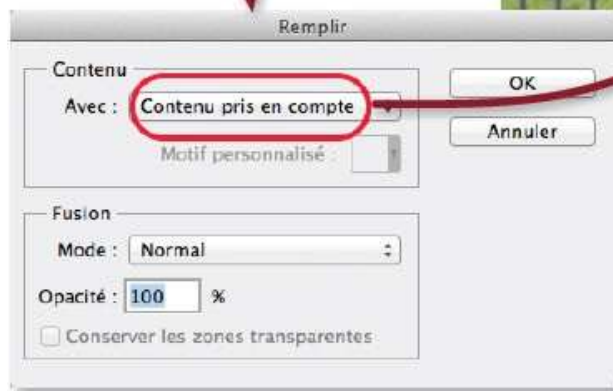 Remplir
Contenu
Avec : Contenu pris en compte
Motif personnalisé :
OK
Annuler
Fusion
Mode : Normal
Opacité : 100 %
Conserver les zones transparentes